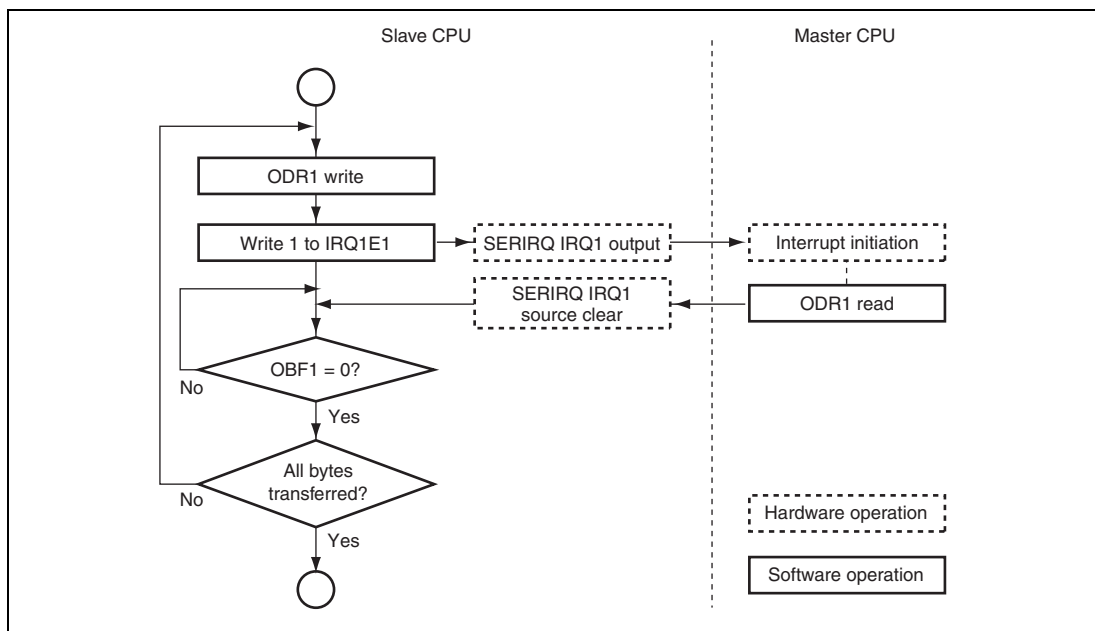 Slave CPU
Master CPU
ODR1 write
Write 1 to IRQ1E1
SERIRQ IRQ1 output
Interrupt initiation
SERIRQ IRQ1
source clear
ODR1 read
OBF1 = 0?
No
Yes
All bytes
transferred?
No
Yes
Hardware operation
Software operation